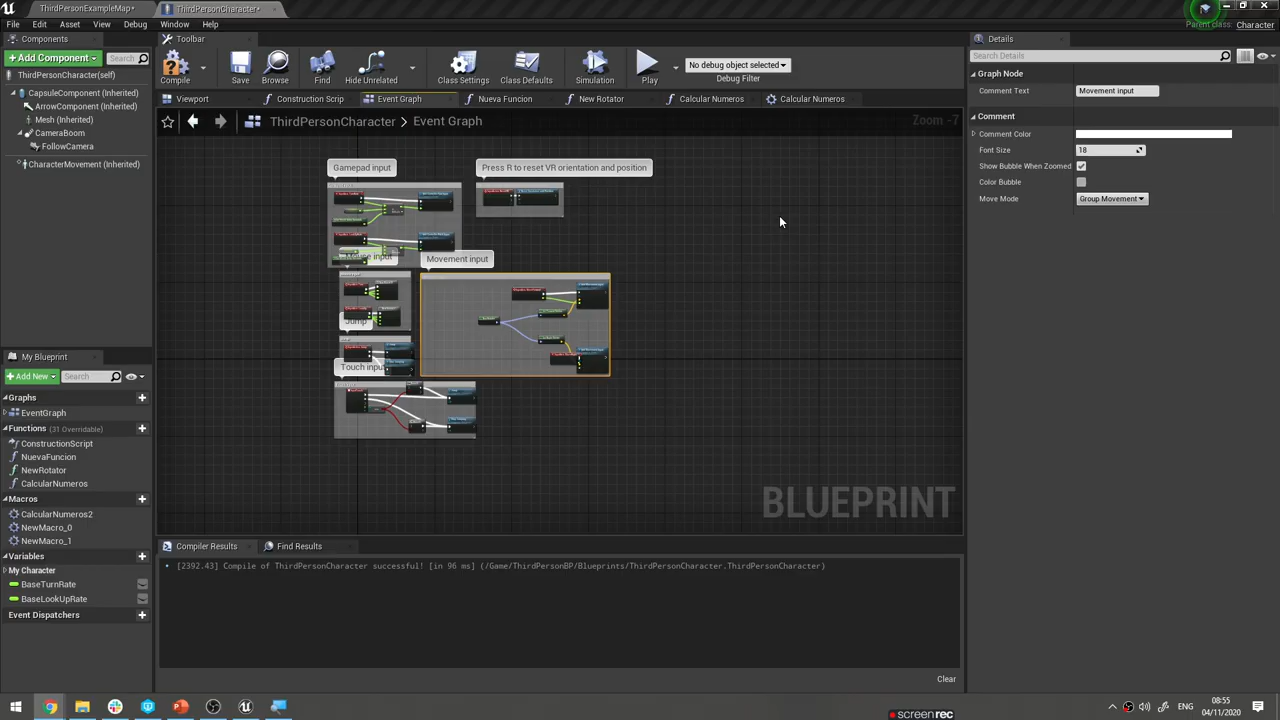 ThirdPersonExampleMap•
ThirdPersonCharacter•
File Edit Asset View Debug Window Help
Parent class: Character
Components
Toolbar
Details
+Add Component
Search
Compile
Save
Browse
Find
Hide Unrelated
Class Settings
Class Defaults
Simulation
Play
No debug object selected
Debug Filter
Search Details
ThirdPersonCharacter(self)
CapsuleComponent (Inherited)
ArrowComponent (Inherited)
Mesh (Inherited)
CameraBoom
FollowCamera
CharacterMovement (Inherited)
Viewport
Construction Scrip
Event Graph
Nueva Funcion
New Rotator
Calcular Numeros
Calcular Numeros
ThirdPersonCharacter > Event Graph
Zoom -7
Graph Node
Comment Text Movement input
Comment
Comment Color
Font Size 18
Show Bubble When Zoomed
Color Bubble
Move Mode Group Movement
Gamepad input
Press R to reset VR orientation and position
Movement input
Jump
Touch input
BLUEPRINT
My Blueprint
+Add New
Search
Graphs
EventGraph
Functions (31 Overridable)
ConstructionScript
NuevaFuncion
NewRotator
CalcularNumeros
Macros
CalcularNumeros2
NewMacro_0
NewMacro_1
Variables
My Character
BaseTurnRate
BaseLookUpRate
Event Dispatchers
Compiler Results
Find Results
[2392.43] Compile of ThirdPersonCharacter successful! [in 96 ms] (/Game/ThirdPersonBP/Blueprints/ThirdPersonCharacter.ThirdPersonCharacter)
Clear
ENG
08:55
04/11/2020
screenrec